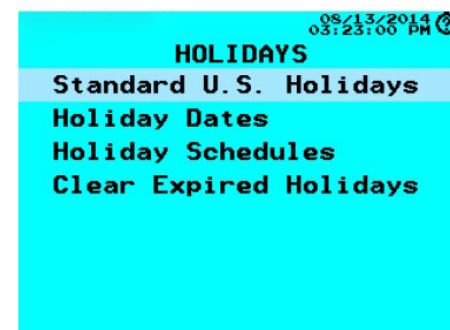 08/13/2014
03:23:00 PM
HOLIDAYS
Standard U.S. Holidays
Holiday Dates
Holiday Schedules
Clear Expired Holidays